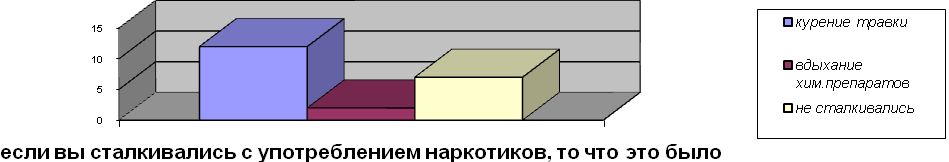 15
10
5
0
курение травки
вдыхание
хим.препаратов
не сталкивались
если вы сталкивались с употреблением наркотиков, то что это было